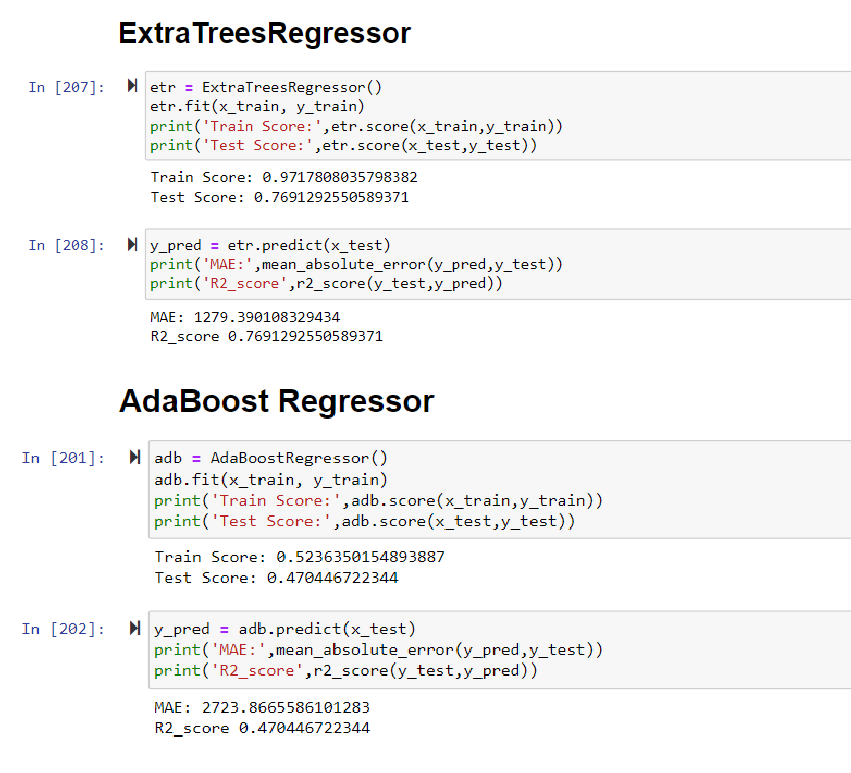 ExtraTreesRegressor
In [207]:
etr = ExtraTreesRegressor()
etr.fit(x_train, y_train)
print('Train Score:',etr.score(x_train,y_train))
print('Test Score:',etr.score(x_test,y_test))
Train Score: 0.9717808035798382
Test Score: 0.7691292550589371
In [208]:
y_pred = etr.predict(x_test)
print('MAE:',mean_absolute_error(y_pred,y_test))
print('R2_score',r2_score(y_test,y_pred))
MAE: 1279.390108329434
R2_score 0.7691292550589371
AdaBoost Regressor
In [201]:
adb = AdaBoostRegressor()
adb.fit(x_train, y_train)
print('Train Score:',adb.score(x_train,y_train))
print('Test Score:',adb.score(x_test,y_test))
Train Score: 0.5236350154893887
Test Score: 0.470446722344
In [202]:
y_pred = adb.predict(x_test)
print('MAE:',mean_absolute_error(y_pred,y_test))
print('R2_score',r2_score(y_test,y_pred))
MAE: 2723.8665586101283
R2_score 0.470446722344